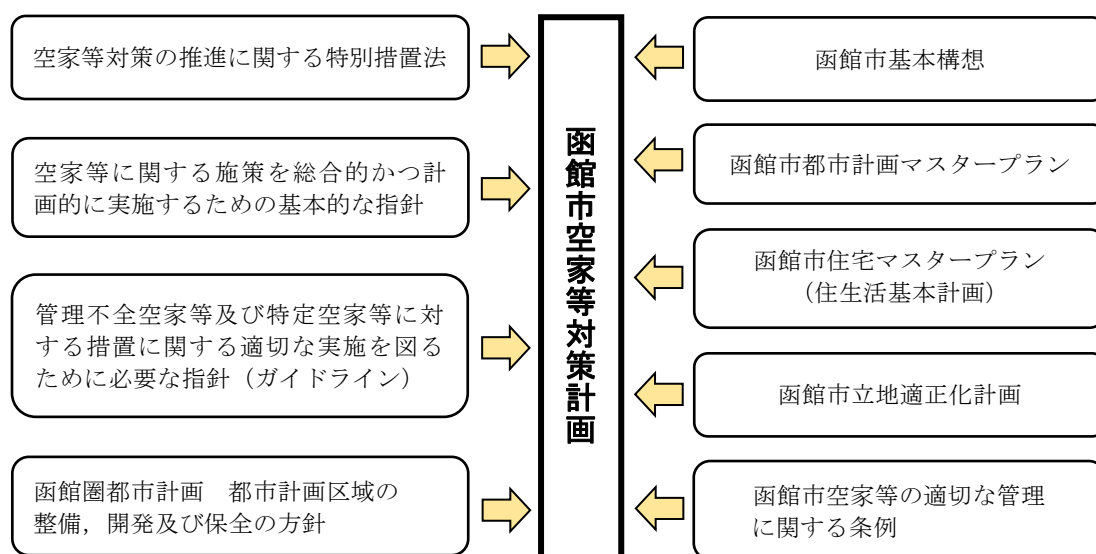 空家等対策の推進に関する特別措置法
空家等に関する施策を総合的かつ計
画的に実施するための基本的な指針
管理不全空家等及び特定空家等に対
する措置に関する適切な実施を図る
ために必要な指針（ガイドライン）
函館圏都市計画　都市計画区域の
整備，開発及び保全の方針
函館市空家等対策計画
函館市基本構想
函館市都市計画マスタープラン
函館市住宅マスタープラン
（住生活基本計画）
函館市立地適正化計画
函館市空家等の適切な管理
に関する条例